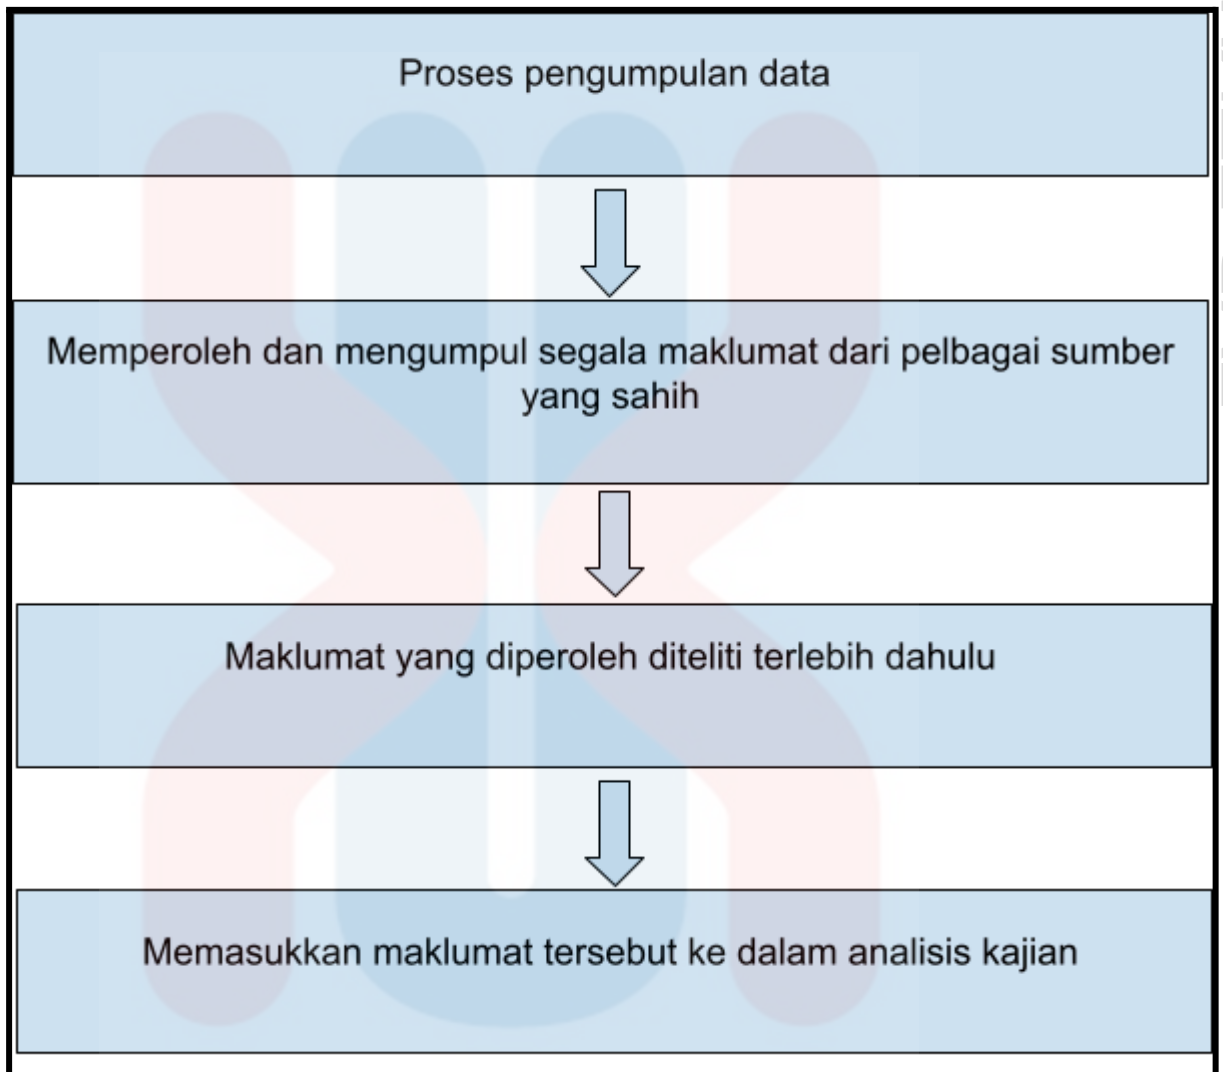 Proses pengumpulan data
Memperoleh dan mengumpul segala maklumat dari pelbagai sumber
yang sahih
Maklumat yang diperoleh diteliti terlebih dahulu
Memasukkan maklumat tersebut ke dalam analisis kajian